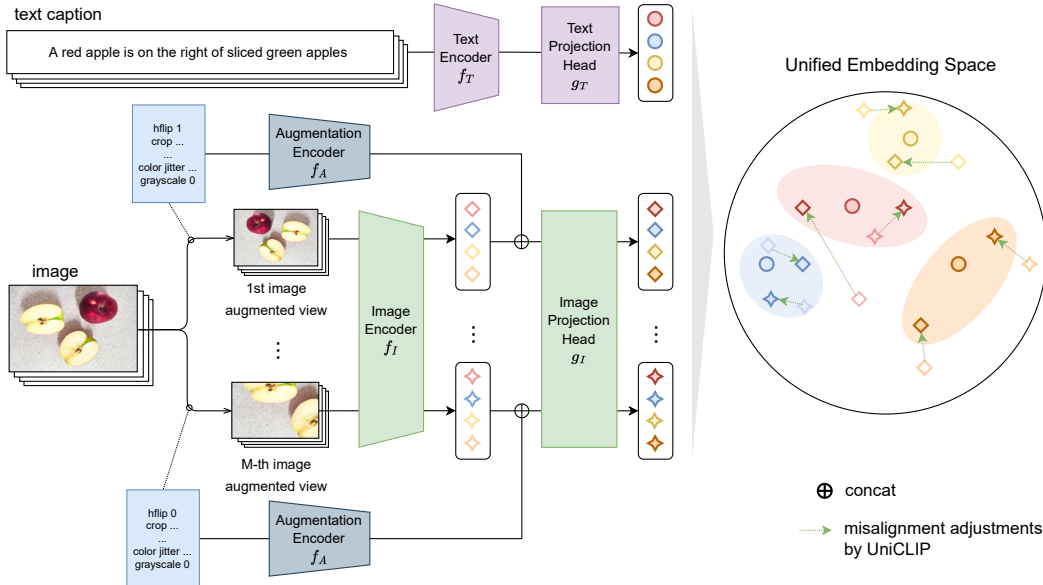 text caption
A red apple is on the right of sliced green apples
Text
Encoder
f_T
Text
Projection
Head
g_T
Unified Embedding Space
hflip 1
crop ...
...
color jitter ...
grayscale 0
Augmentation
Encoder
f_A
image
1st image
augmented view
⋮
M-th image
augmented view
Image
Encoder
f_I
⋮
Image
Projection
Head
g_I
⋮
hflip 0
crop ...
...
color jitter ...
grayscale 0
Augmentation
Encoder
f_A
⊕ concat
misalignment adjustments
by UniCLIP